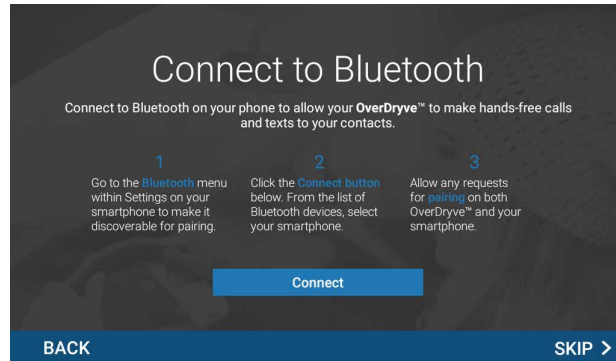 Connect to Bluetooth
Connect to Bluetooth on your phone to allow your OverDryve™ to make hands-free calls
and texts to your contacts.
1
Go to the Bluetooth menu
within Settings on your
smartphone to make it
discoverable for pairing.
2
Click the Connect button
below. From the list of
Bluetooth devices, select
your smartphone.
3
Allow any requests
for pairing on both
OverDryve™ and your
smartphone.
Connect
BACK
SKIP >